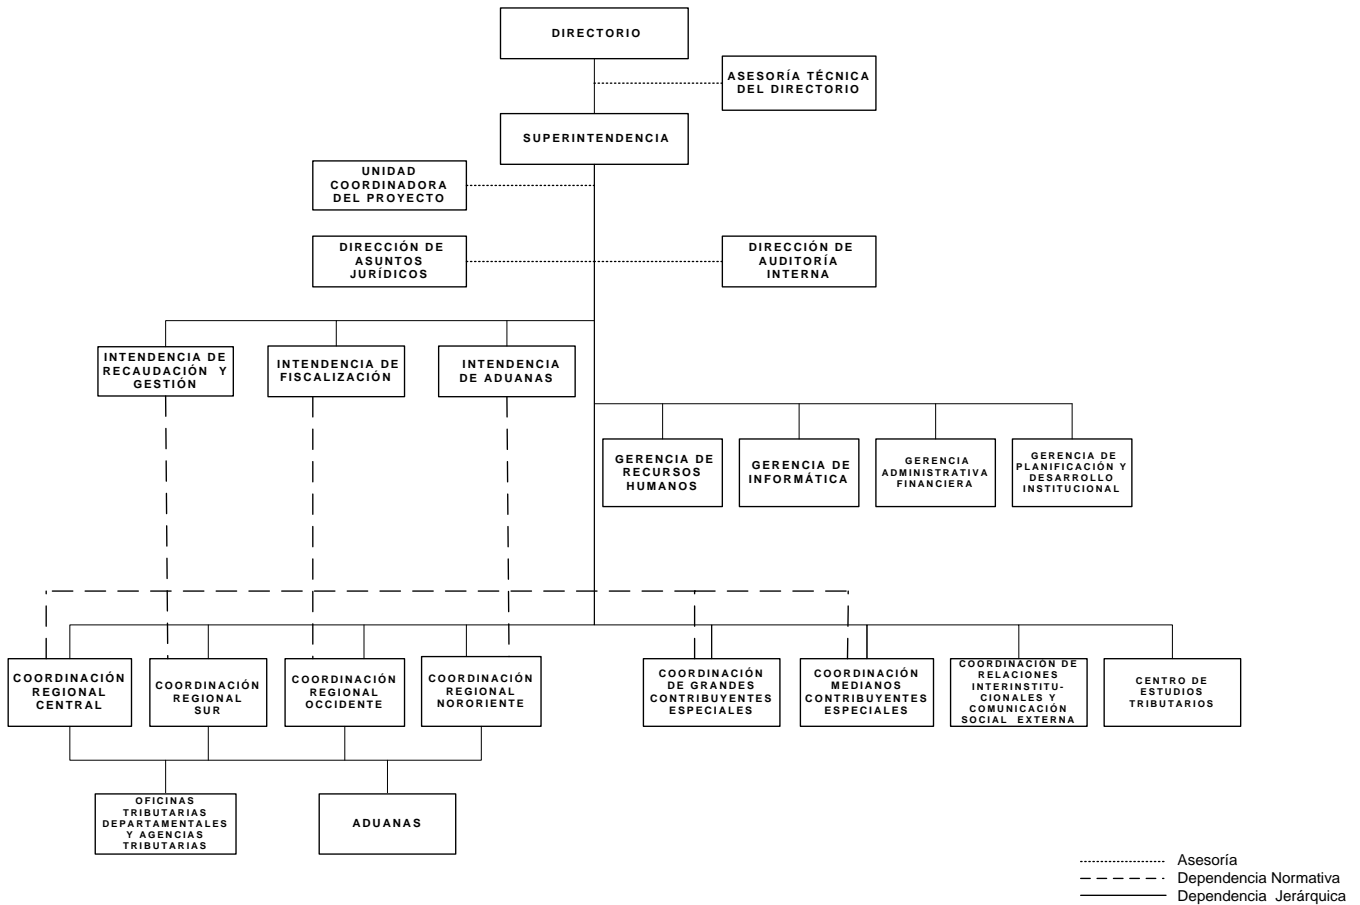 DIRECTORIO
ASESORÍA TÉCNICA
DEL DIRECTORIO
SUPERINTENDENCIA
UNIDAD
COORDINADORA
DEL PROYECTO
DIRECCIÓN DE
ASUNTOS
JURÍDICOS
DIRECCIÓN DE
AUDITORÍA
INTERNA
INTENDENCIA DE
RECAUDACIÓN Y
GESTIÓN
INTENDENCIA DE
FISCALIZACIÓN
INTENDENCIA
DE ADUANAS
GERENCIA DE
RECURSOS
HUMANOS
GERENCIA DE
INFORMÁTICA
GERENCIA
ADMINISTRATIVA
FINANCIERA
GERENCIA DE
PLANIFICACIÓN Y
DESARROLLO
INSTITUCIONAL
COORDINACIÓN
REGIONAL
CENTRAL
COORDINACIÓN
REGIONAL
SUR
COORDINACIÓN
REGIONAL
OCCIDENTE
COORDINACIÓN
REGIONAL
NORORIENTE
COORDINACIÓN
DE GRANDES
CONTRIBUYENTES
ESPECIALES
COORDINACIÓN
MEDIANOS
CONTRIBUYENTES
ESPECIALES
COORDINACIÓN DE
RELACIONES
INTERINSTITU-
CIONALES Y
COMUNICACIÓN
SOCIAL EXTERNA
CENTRO DE
ESTUDIOS
TRIBUTARIOS
OFICINAS
TRIBUTARIAS
DEPARTAMENTALES
Y AGENCIAS
TRIBUTARIAS
ADUANAS
Asesoría
Dependencia Normativa
Dependencia Jerárquica